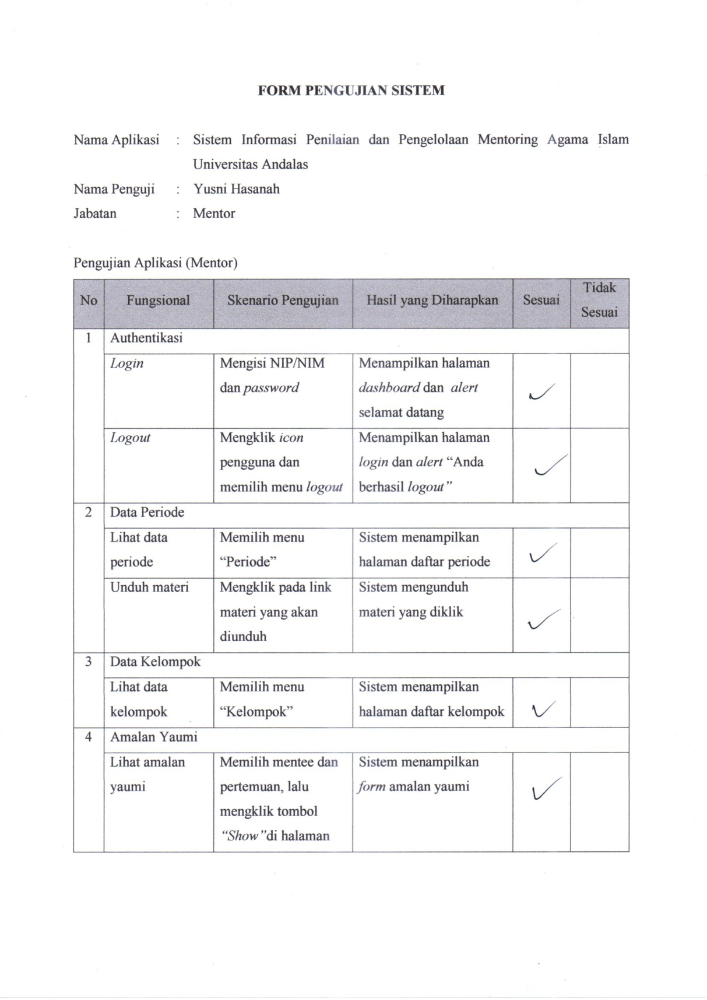 FORM PENGUJIAN SISTEM
Nama Aplikasi : Sistem Informasi Penilaian dan Pengelolaan Mentoring Agama Islam
Universitas Andalas
Nama Penguji : Yusni Hasanah
Jabatan : Mentor
Pengujian Aplikasi (Mentor)
No Fungsional Skenario Pengujian Hasil yang Diharapkan Sesuai Tidak Sesuai
1 Authentikasi
Login Mengisi NIP/NIM Menampilkan halaman
dan password dashboard dan alert ✓
selamat datang
Logout Mengklik icon Menampilkan halaman
pengguna dan login dan alert “Anda ✓
memilih menu logout berhasil logout”
2 Data Periode
Lihat data Memilih menu Sistem menampilkan
periode “Periode” halaman daftar periode ✓
Unduh materi Mengklik pada link Sistem mengunduh
materi yang akan materi yang diklik ✓
diunduh
3 Data Kelompok
Lihat data Memilih menu Sistem menampilkan
kelompok “Kelompok” halaman daftar kelompok ✓
4 Amalan Yaumi
Lihat amalan Memilih mentee dan Sistem menampilkan
yaumi pertemuan, lalu form amalan yaumi ✓
mengklik tombol
“Show”di halaman